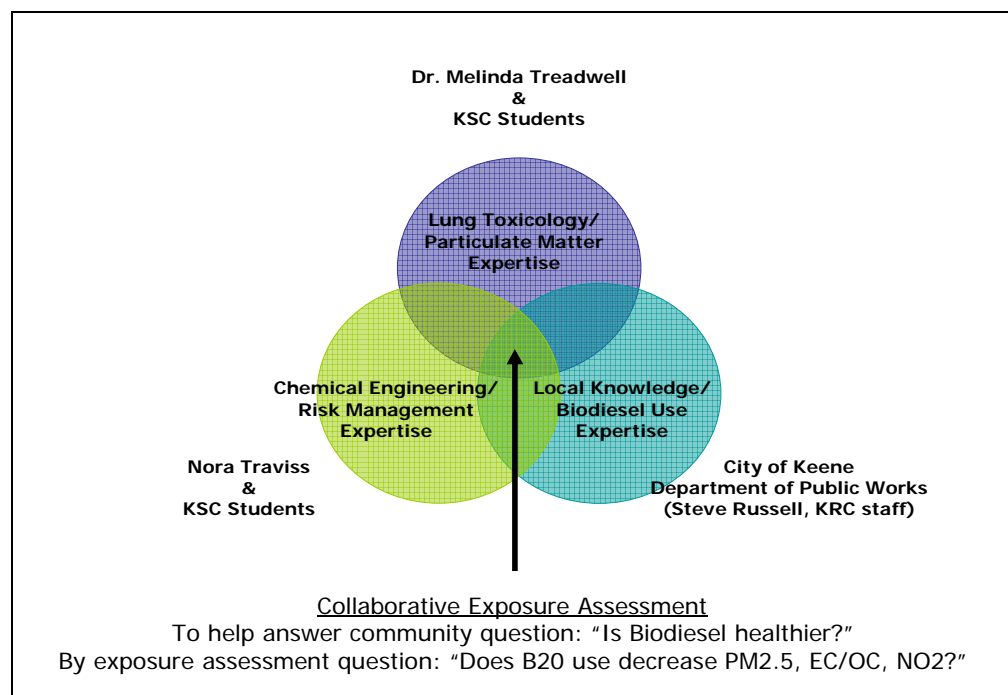 Dr. Melinda Treadwell
&
KSC Students
Lung Toxicology/
Particulate Matter
Expertise
Chemical Engineering/
Risk Management
Expertise
Local Knowledge/
Biodiesel Use
Expertise
Nora Traviss
&
KSC Students
City of Keene
Department of Public Works
(Steve Russell, KRC staff)
Collaborative Exposure Assessment
To help answer community question: “Is Biodiesel healthier?”
By exposure assessment question: “Does B20 use decrease PM2.5, EC/OC, NO2?”